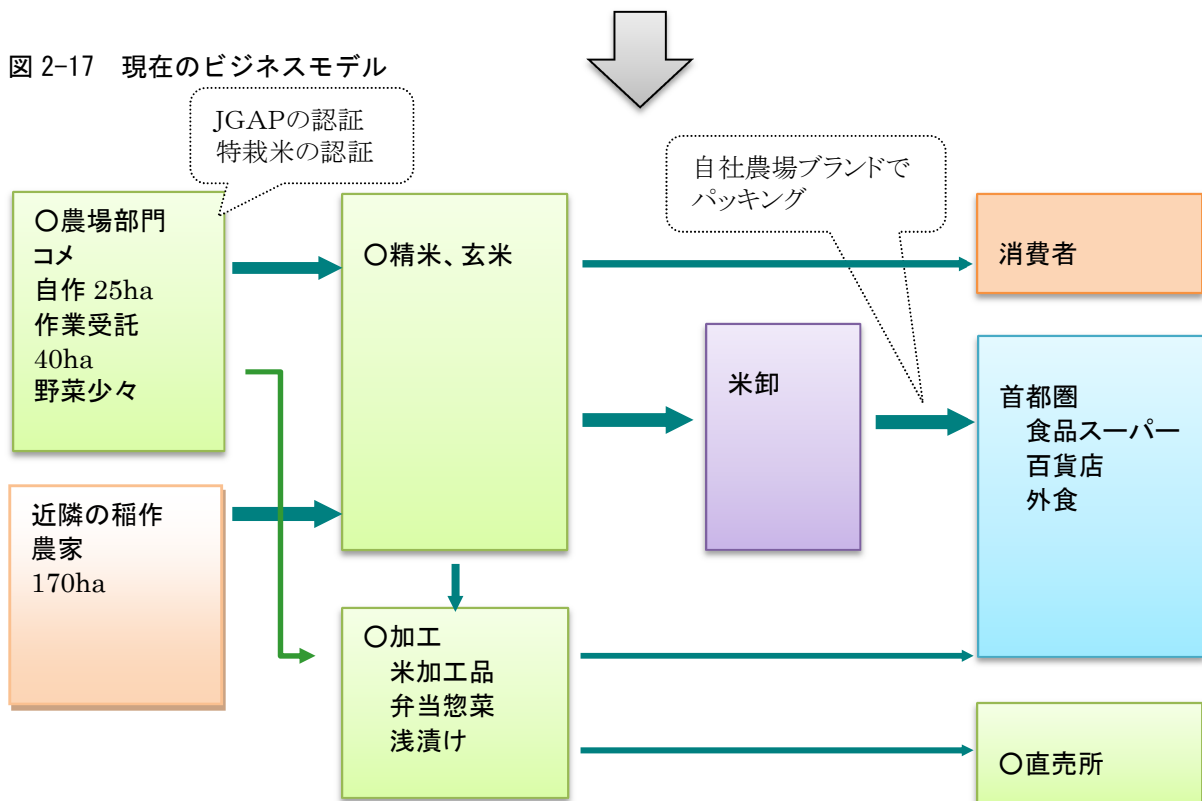 図 2-17　現在のビジネスモデル
JGAPの認証
特栽米の認証
自社農場ブランドで
パッキング
〇農場部門
コメ
自作 25ha
作業受託
40ha
野菜少々
〇精米、玄米
消費者
米卸
首都圏
食品スーパー
百貨店
外食
近隣の稲作
農家
170ha
〇加工
米加工品
弁当惣菜
浅漬け
〇直売所